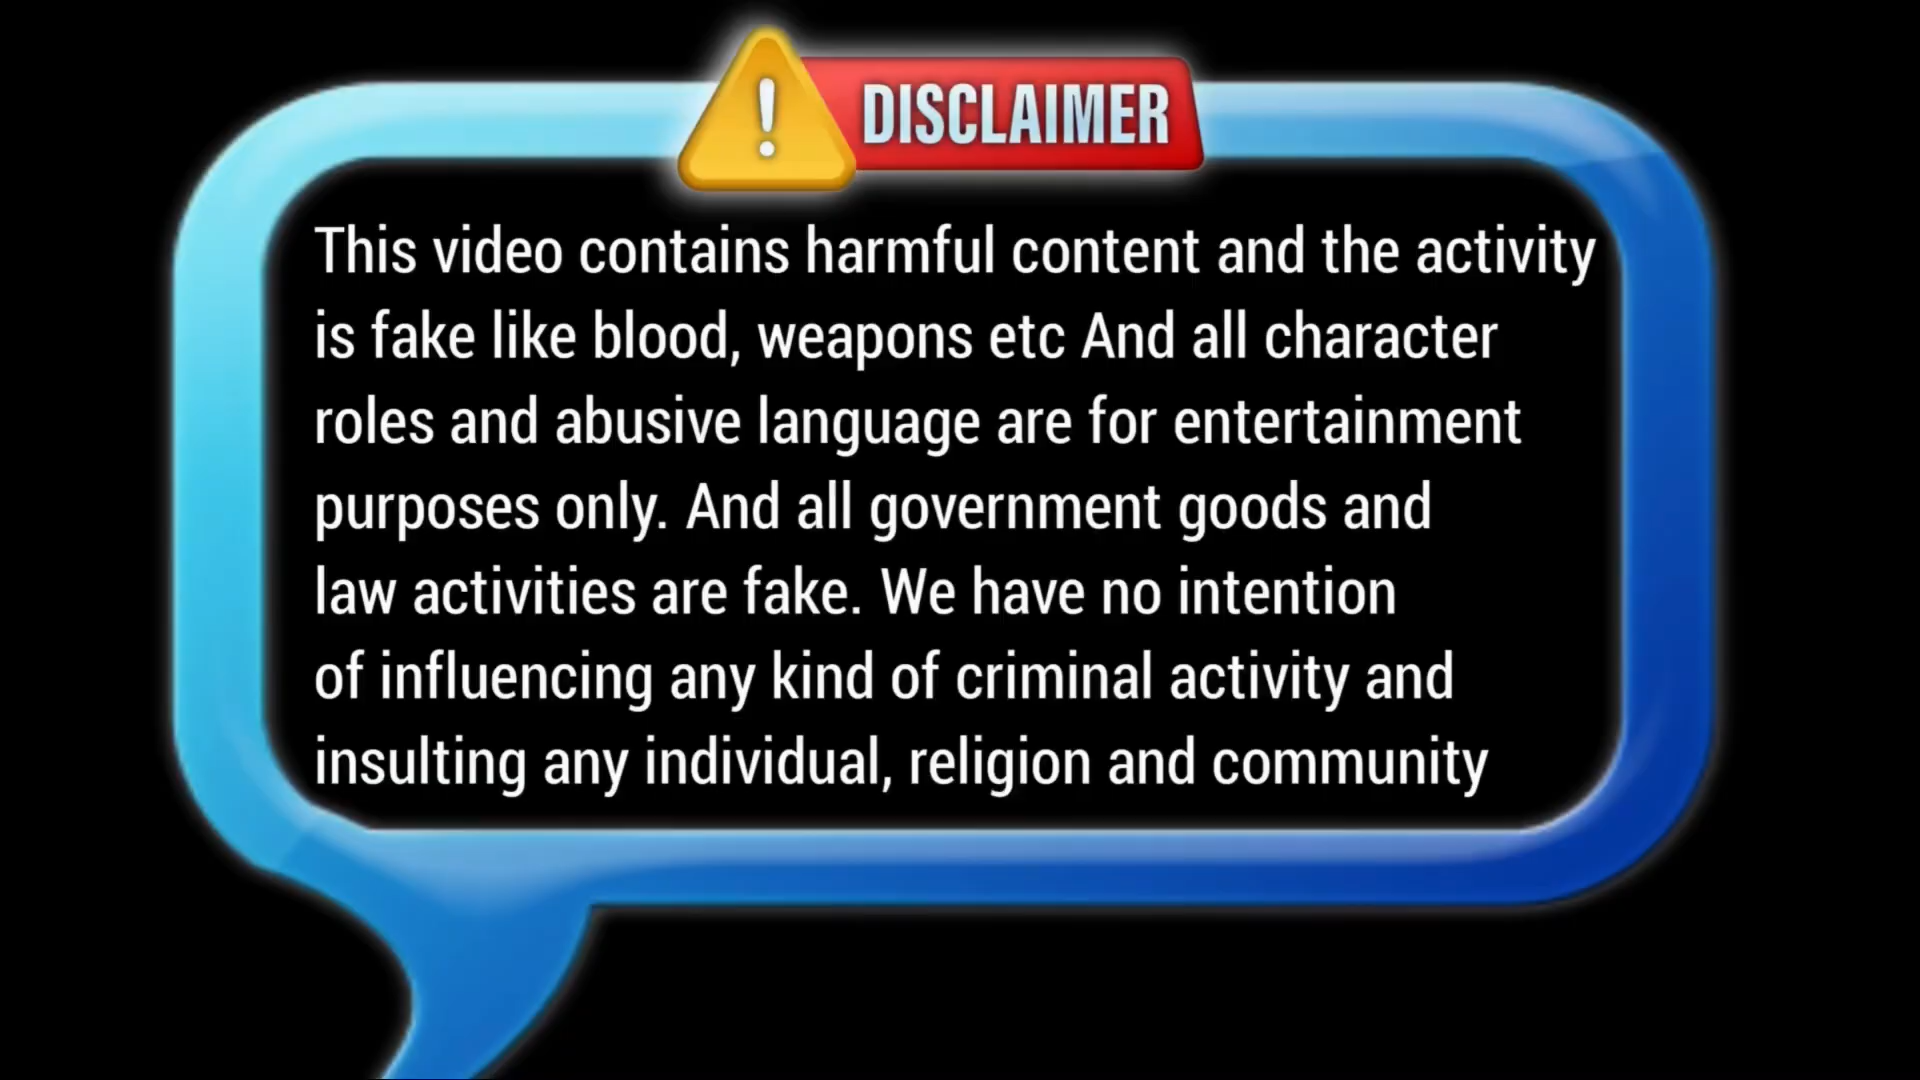 DISCLAIMER
This video contains harmful content and the activity
is fake like blood, weapons etc And all character
roles and abusive language are for entertainment
purposes only. And all government goods and
law activities are fake. We have no intention
of influencing any kind of criminal activity and
insulting any individual, religion and community